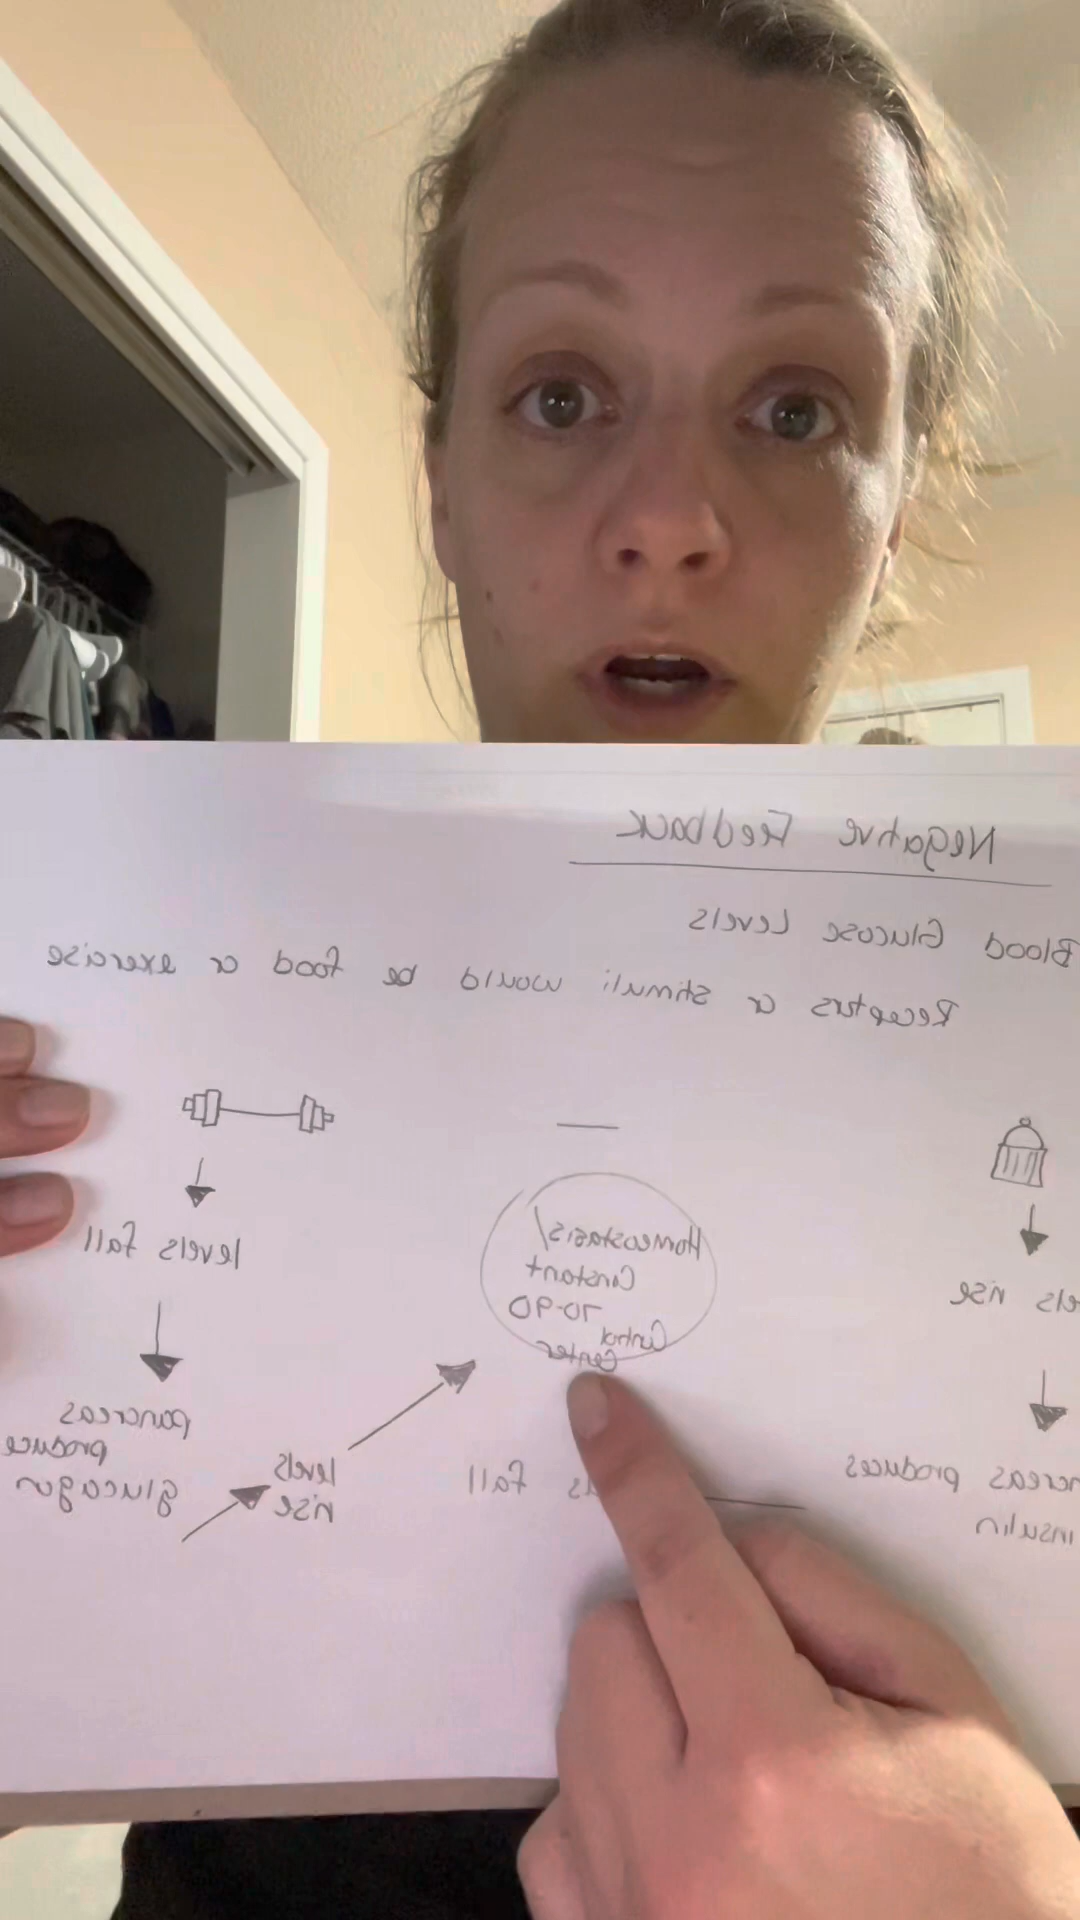 Negative Feedback
Blood Glucose Levels
Receptors or stimuli would be food or exercise
els rise
creas produces
insulin
s fall
Homeostasis/
Constant
70-90
Control
Center
levels fall
pancreas
produce
glucagon
levels
rise